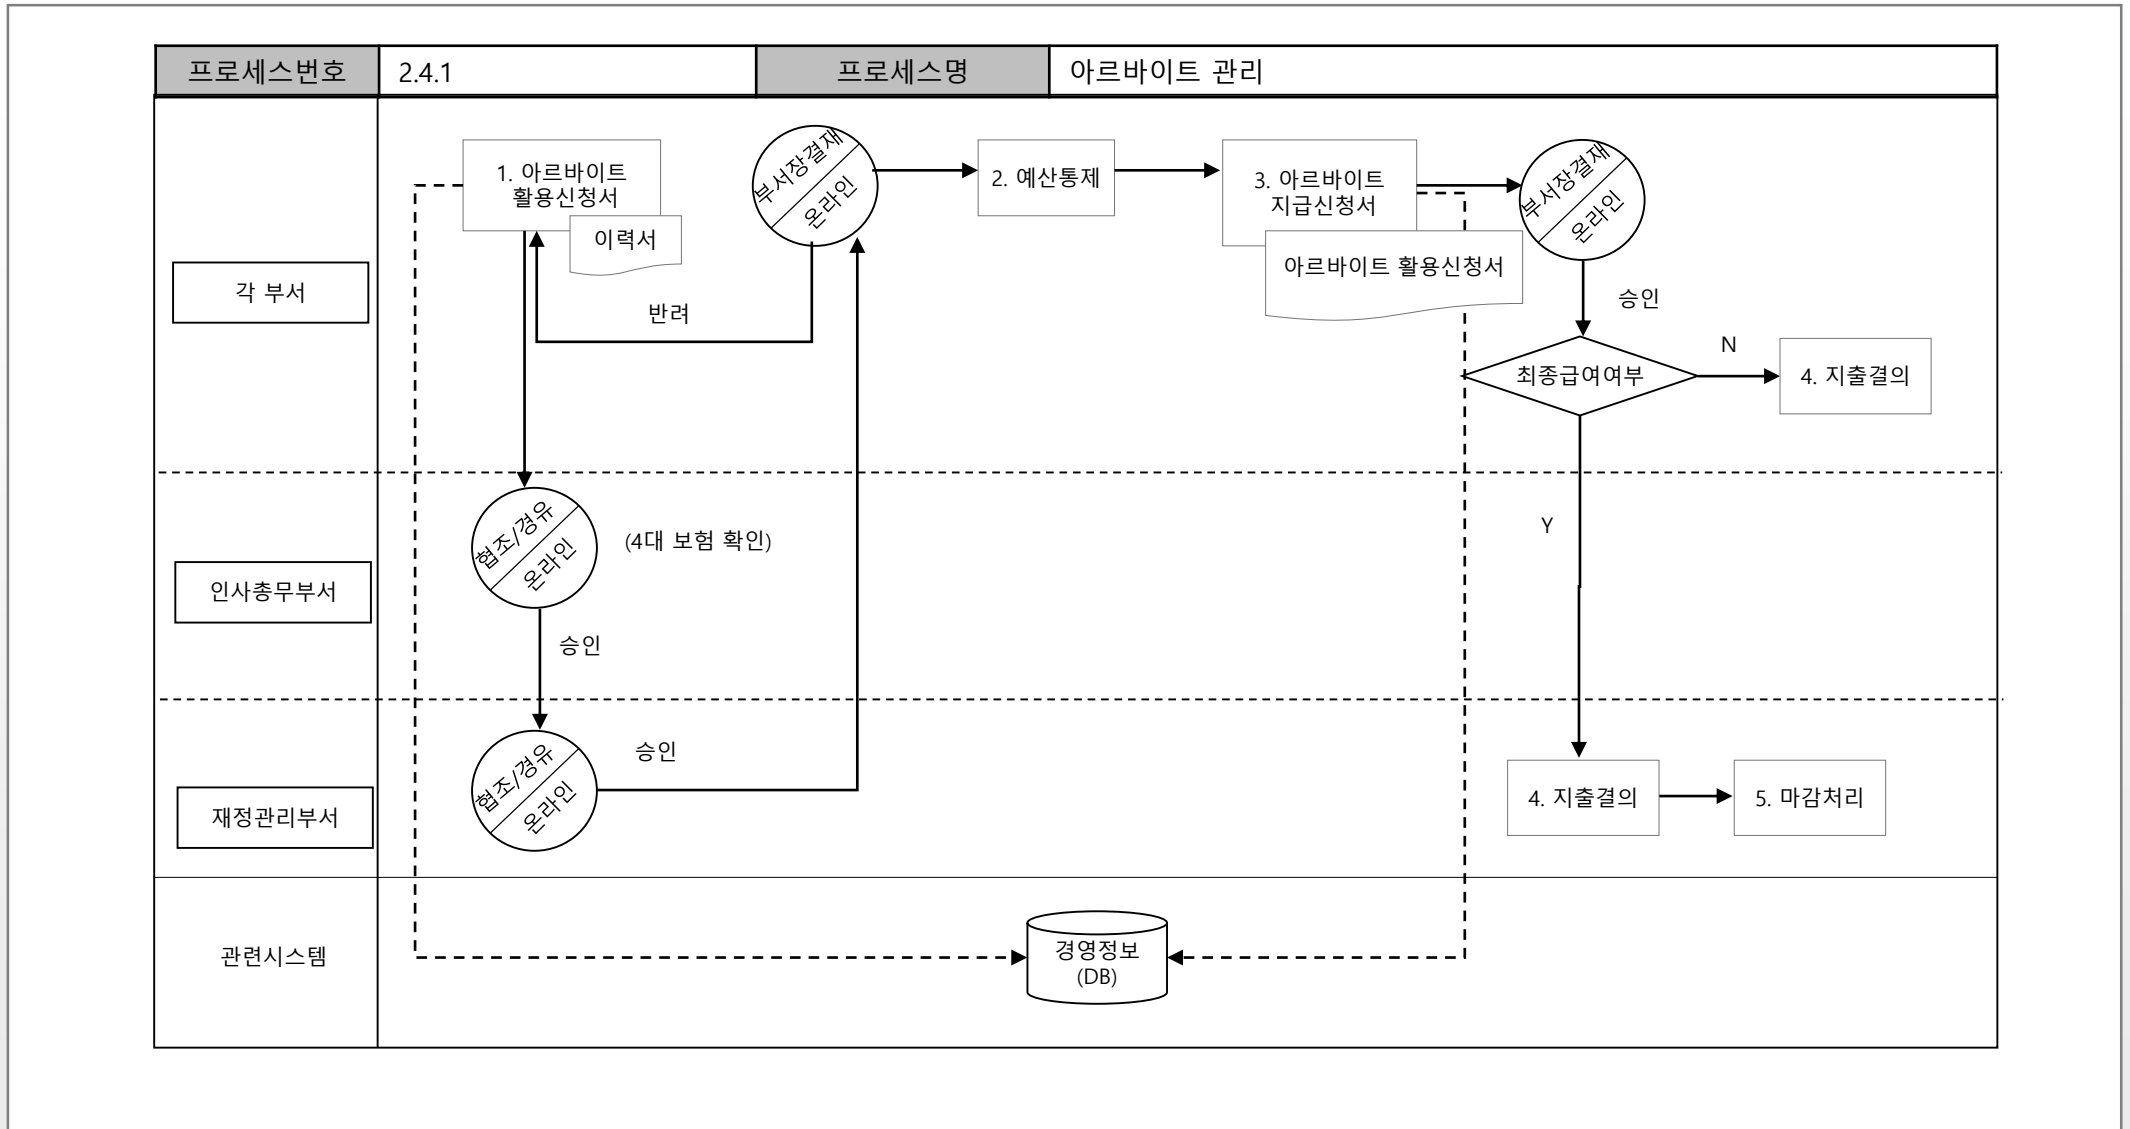 프로세스번호
2.4.1
프로세스명
아르바이트 관리
각 부서
1. 아르바이트
활용신청서
이력서
반려
부서장결재
온라인
2. 예산통제
3. 아르바이트
지급신청서
아르바이트 활용신청서
부서장결재
온라인
승인
최종급여여부
N
4. 지출결의
Y
인사총무부서
협조/경유
온라인
(4대 보험 확인)
승인
재정관리부서
협조/경유
온라인
승인
4. 지출결의
5. 마감처리
관련시스템
경영정보
(DB)